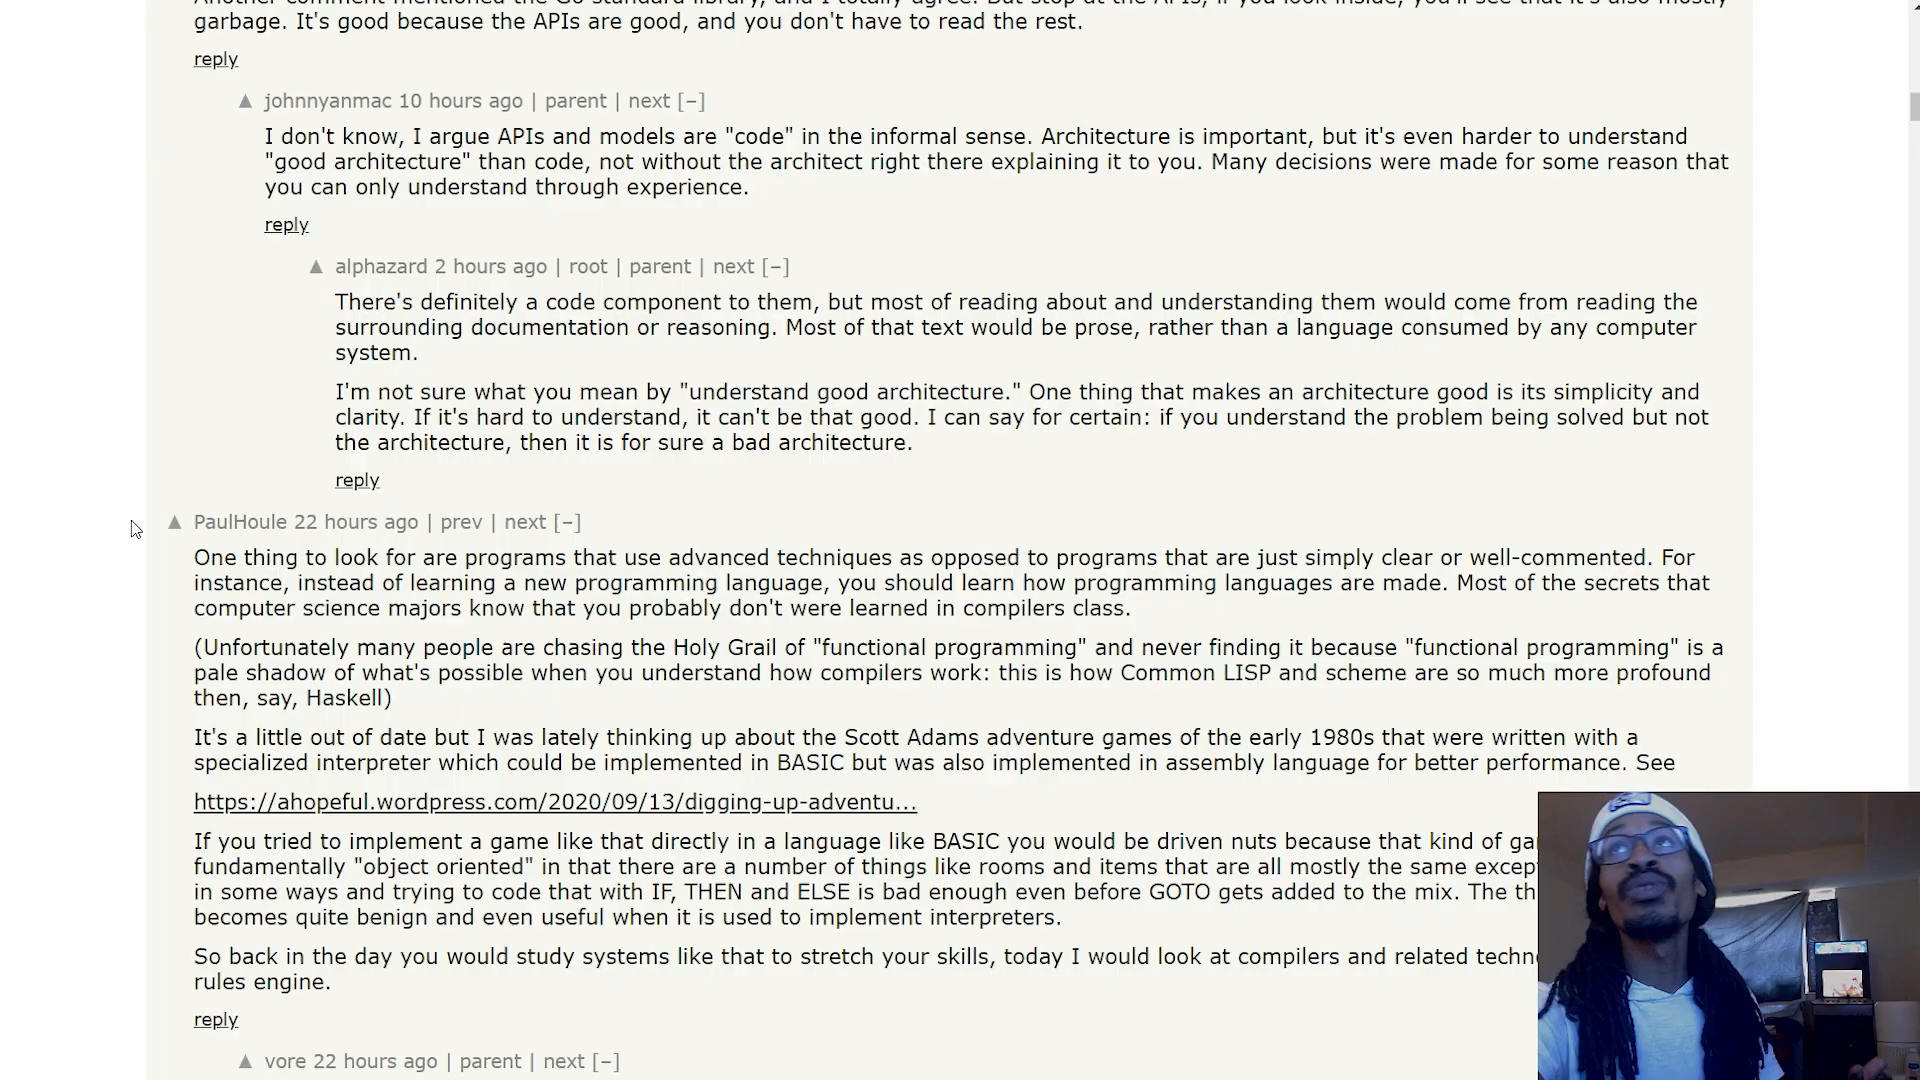 garbage. It's good because the APIs are good, and you don't have to read the rest.
reply
▲ johnnyanmac 10 hours ago | parent | next [–]
I don't know, I argue APIs and models are "code" in the informal sense. Architecture is important, but it's even harder to understand
"good architecture" than code, not without the architect right there explaining it to you. Many decisions were made for some reason that
you can only understand through experience.
reply
▲ alphazard 2 hours ago | root | parent | next [–]
There's definitely a code component to them, but most of reading about and understanding them would come from reading the
surrounding documentation or reasoning. Most of that text would be prose, rather than a language consumed by any computer
system.
I'm not sure what you mean by "understand good architecture." One thing that makes an architecture good is its simplicity and
clarity. If it's hard to understand, it can't be that good. I can say for certain: if you understand the problem being solved but not
the architecture, then it is for sure a bad architecture.
reply
▲ PaulHoule 22 hours ago | prev | next [–]
One thing to look for are programs that use advanced techniques as opposed to programs that are just simply clear or well-commented. For
instance, instead of learning a new programming language, you should learn how programming languages are made. Most of the secrets that
computer science majors know that you probably don't were learned in compilers class.
(Unfortunately many people are chasing the Holy Grail of "functional programming" and never finding it because "functional programming" is a
pale shadow of what's possible when you understand how compilers work: this is how Common LISP and scheme are so much more profound
then, say, Haskell)
It's a little out of date but I was lately thinking up about the Scott Adams adventure games of the early 1980s that were written with a
specialized interpreter which could be implemented in BASIC but was also implemented in assembly language for better performance. See
https://ahopeful.wordpress.com/2020/09/13/digging-up-adventu...
If you tried to implement a game like that directly in a language like BASIC you would be driven nuts because that kind of
fundamentally "object oriented" in that there are a number of things like rooms and items that are all mostly the same
in some ways and trying to code that with IF, THEN and ELSE is bad enough even before GOTO gets added to the mix. The
becomes quite benign and even useful when it is used to implement interpreters.
So back in the day you would study systems like that to stretch your skills, today I would look at compilers and related
rules engine.
reply
▲ vore 22 hours ago | parent | next [–]